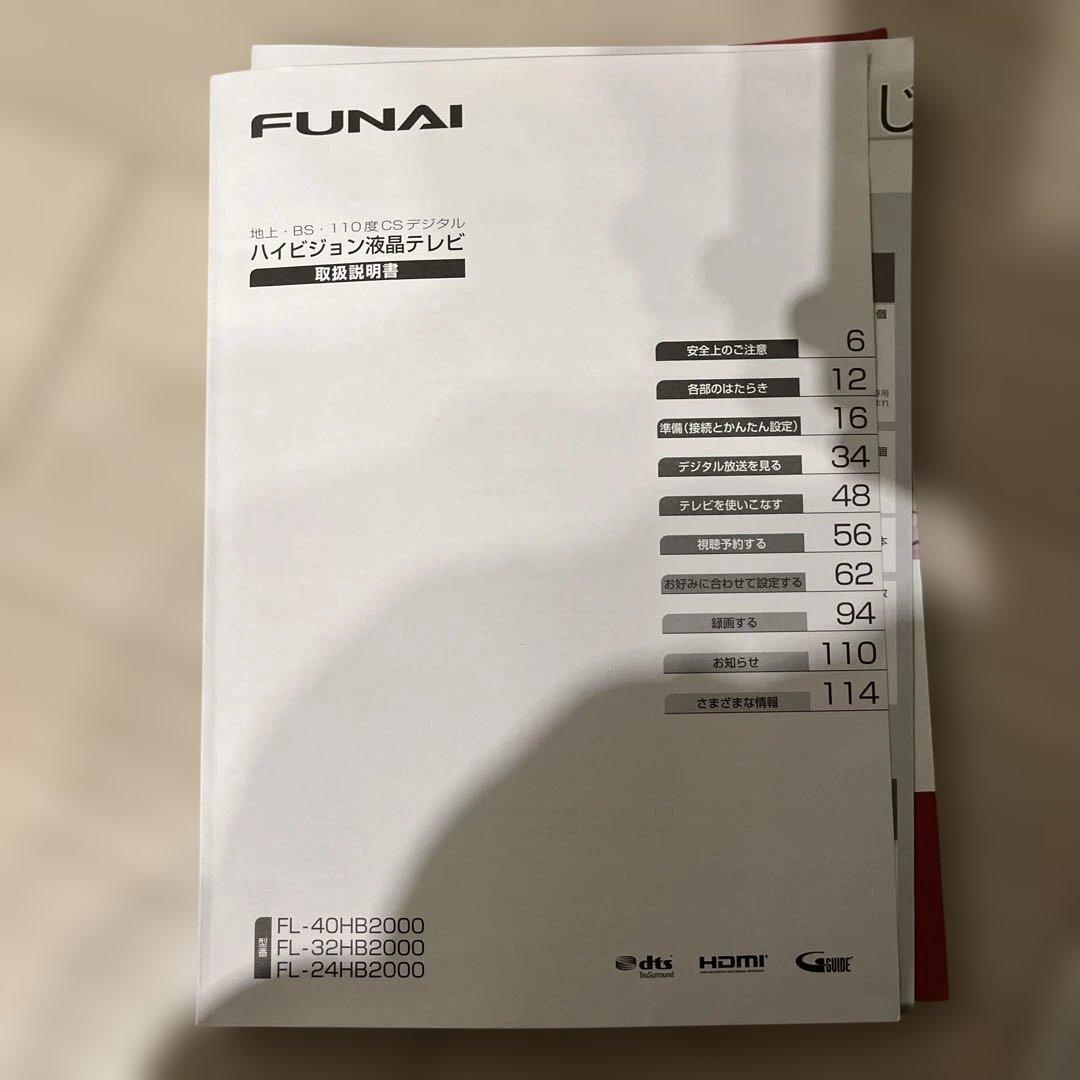 FUNAI
地上・BS・110度CSデジタル
ハイビジョン液晶テレビ
取扱説明書
安全上のご注意 6
各部のはたらき 12
準備(接続とかんたん設定) 16
デジタル放送を見る 34
テレビを使いこなす 48
視聴予約する 56
お好みに合わせて設定する 62
録画する 94
お知らせ 110
さまざまな情報 114
型番
FL-40HB2000
FL-32HB2000
FL-24HB2000
dts
TruSurround
HDMI
G-GUIDE
じ
個
個
本